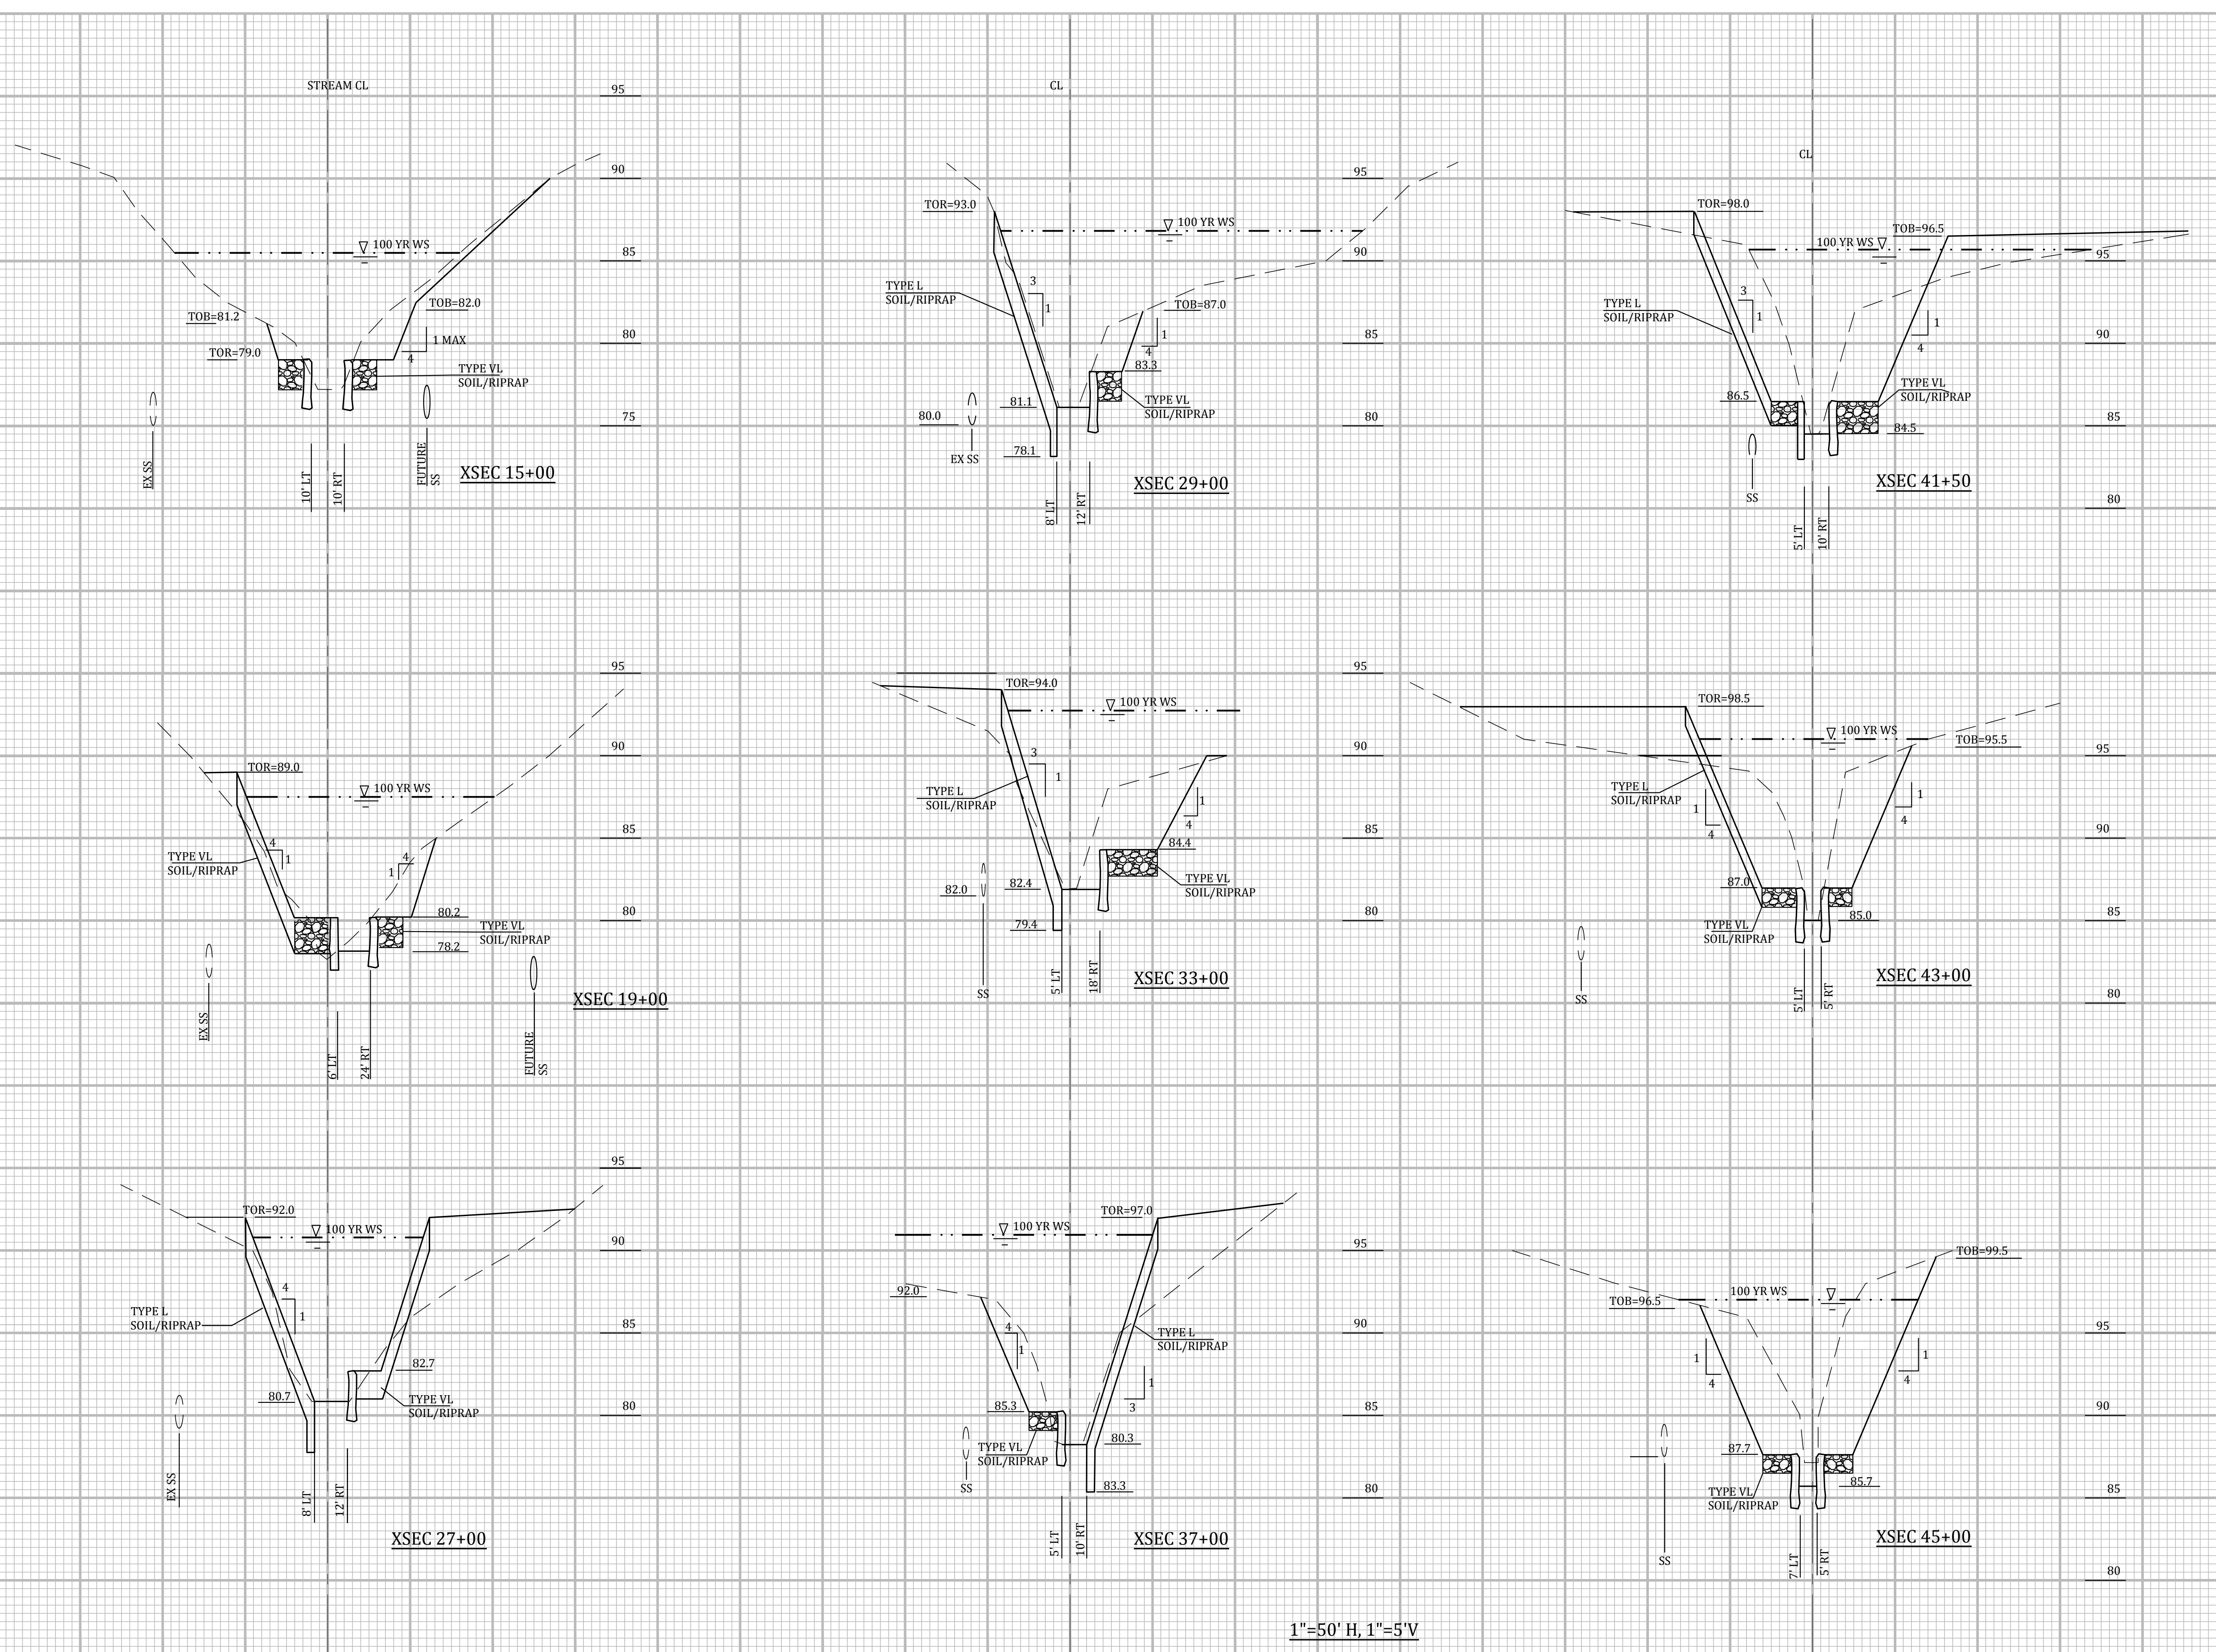 STREAM CL
95
90
100 YR WS
85
TOB=82.0
TOB=81.2
80
1 MAX
4
TOR=79.0
TYPE VL
SOIL/RIPRAP
75
EX SS
10' LT
10' RT
FUTURE
SS
XSEC 15+00
CL
95
TOR=93.0
100 YR WS
90
3
1
TYPE L
SOIL/RIPRAP
TOB=87.0
1
4
85
83.3
TYPE VL
SOIL/RIPRAP
81.1
80.0
80
78.1
EX SS
8' LT
12' RT
XSEC 29+00
CL
TOR=98.0
TOB=96.5
100 YR WS
95
3
1
TYPE L
SOIL/RIPRAP
1
4
90
TYPE VL
SOIL/RIPRAP
86.5
84.5
85
SS
XSEC 41+50
80
5' LT
10' RT
95
90
TOR=89.0
100 YR WS
85
4
1
4
1
TYPE VL
SOIL/RIPRAP
80.2
80
TYPE VL
SOIL/RIPRAP
78.2
EX SS
6' LT
24' RT
FUTURE
SS
XSEC 19+00
95
TOR=94.0
100 YR WS
90
3
1
TYPE L
SOIL/RIPRAP
1
4
85
84.4
TYPE VL
SOIL/RIPRAP
82.4
82.0
80
79.4
SS
5' LT
18' RT
XSEC 33+00
TOR=98.5
100 YR WS
TOB=95.5
95
TYPE L
SOIL/RIPRAP
1
4
1
4
90
87.0
85.0
85
TYPE VL
SOIL/RIPRAP
SS
5' LT
5' RT
XSEC 43+00
80
95
TOR=92.0
100 YR WS
90
4
1
TYPE L
SOIL/RIPRAP
85
82.7
80.7
TYPE VL
SOIL/RIPRAP
80
EX SS
8' LT
12' RT
XSEC 27+00
TOR=97.0
100 YR WS
95
92.0
4
1
TYPE L
SOIL/RIPRAP
90
1
3
85.3
85
80.3
TYPE VL
SOIL/RIPRAP
83.3
80
SS
5' LT
10' RT
XSEC 37+00
TOB=99.5
100 YR WS
TOB=96.5
95
1
4
1
4
90
87.7
85.7
TYPE VL
SOIL/RIPRAP
85
SS
7' LT
5' RT
XSEC 45+00
80
1"=50' H, 1"=5'V